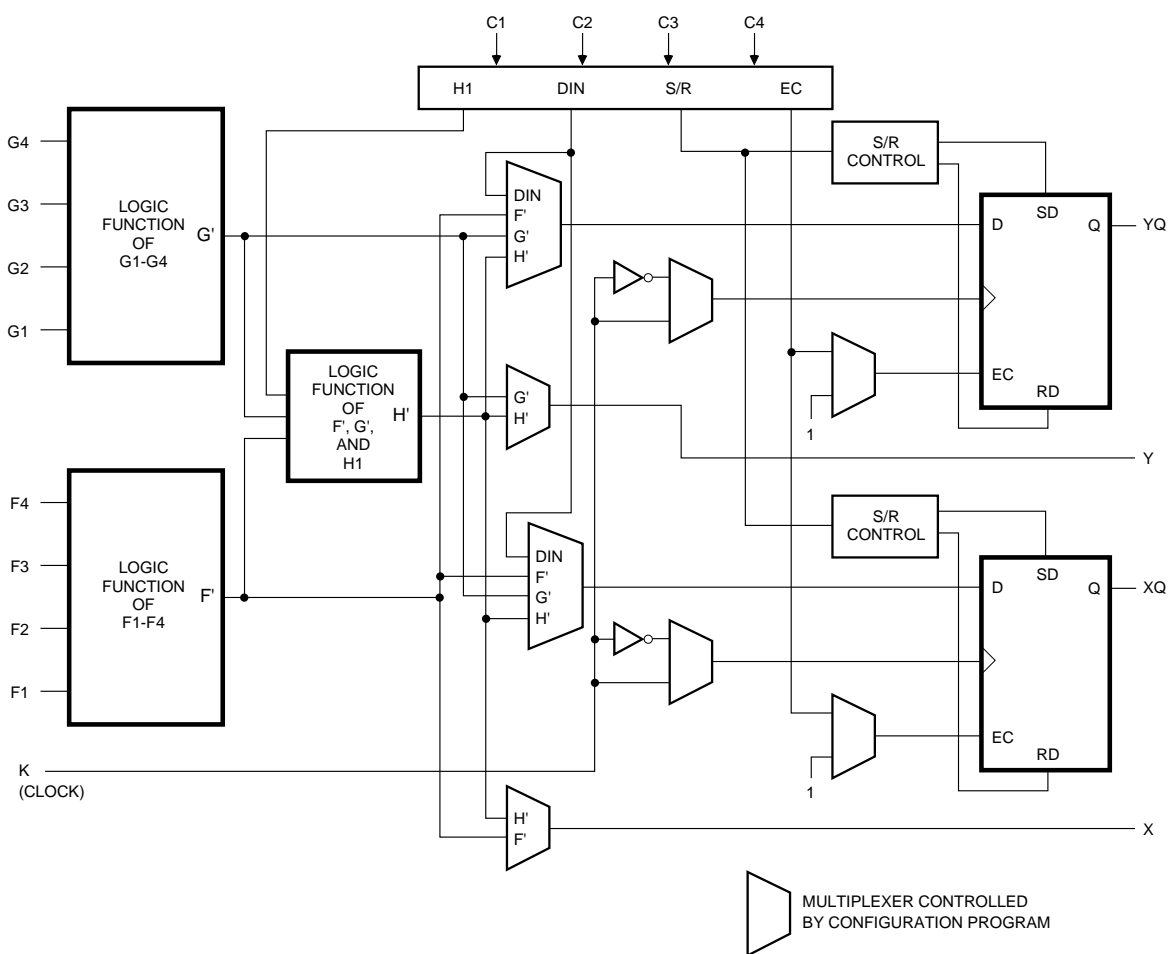 C1 C2 C3 C4
H1 DIN S/R EC
G4
G3
G2
G1
LOGIC
FUNCTION
OF
G1-G4
G'
DIN
F'
G'
H'
S/R
CONTROL
SD
D
Q
YQ
EC
RD
1
LOGIC
FUNCTION
OF
F', G',
AND
H1
H'
G'
H'
Y
F4
F3
F2
F1
LOGIC
FUNCTION
OF
F1-F4
F'
DIN
F'
G'
H'
S/R
CONTROL
SD
D
Q
XQ
EC
RD
1
K
(CLOCK)
H'
F'
X
MULTIPLEXER CONTROLLED
BY CONFIGURATION PROGRAM